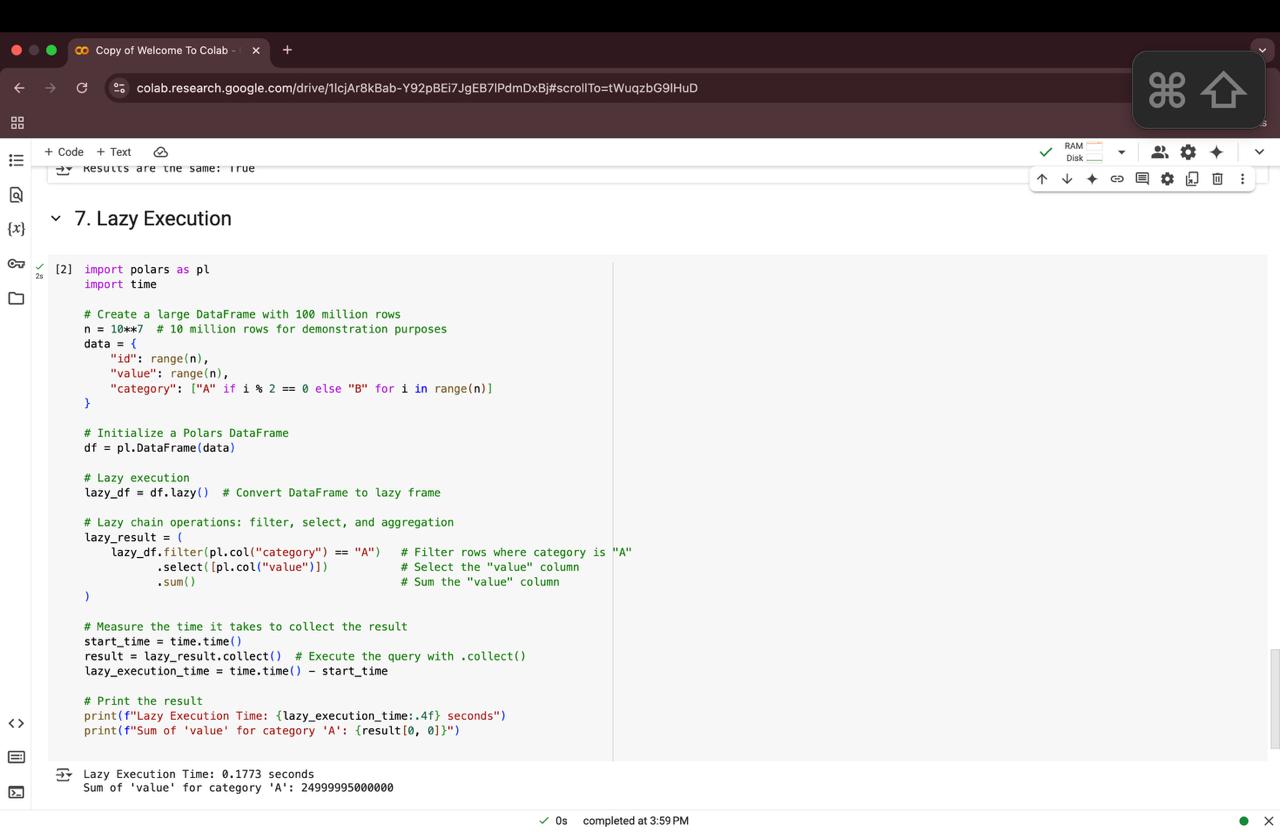 Copy of Welcome To Colab -
colab.research.google.com/drive/1lcjAr8kBab-Y92pBEi7JgEB7lPdmDxBj#scrollTo=tWuqzbG9lHuD
+ Code + Text
RAM
Disk
Results are the same: True
7. Lazy Execution
2s
[2] import polars as pl
import time
# Create a large DataFrame with 100 million rows
n = 10**7  # 10 million rows for demonstration purposes
data = {
    "id": range(n),
    "value": range(n),
    "category": ["A" if i % 2 == 0 else "B" for i in range(n)]
}
# Initialize a Polars DataFrame
df = pl.DataFrame(data)
# Lazy execution
lazy_df = df.lazy()  # Convert DataFrame to lazy frame
# Lazy chain operations: filter, select, and aggregation
lazy_result = (
    lazy_df.filter(pl.col("category") == "A")   # Filter rows where category is "A"
           .select([pl.col("value")])           # Select the "value" column
           .sum()                               # Sum the "value" column
)
# Measure the time it takes to collect the result
start_time = time.time()
result = lazy_result.collect()  # Execute the query with .collect()
lazy_execution_time = time.time() - start_time
# Print the result
print(f"Lazy Execution Time: {lazy_execution_time:.4f} seconds")
print(f"Sum of 'value' for category 'A': {result[0, 0]}")
Lazy Execution Time: 0.1773 seconds
Sum of 'value' for category 'A': 24999995000000
0s completed at 3:59 PM